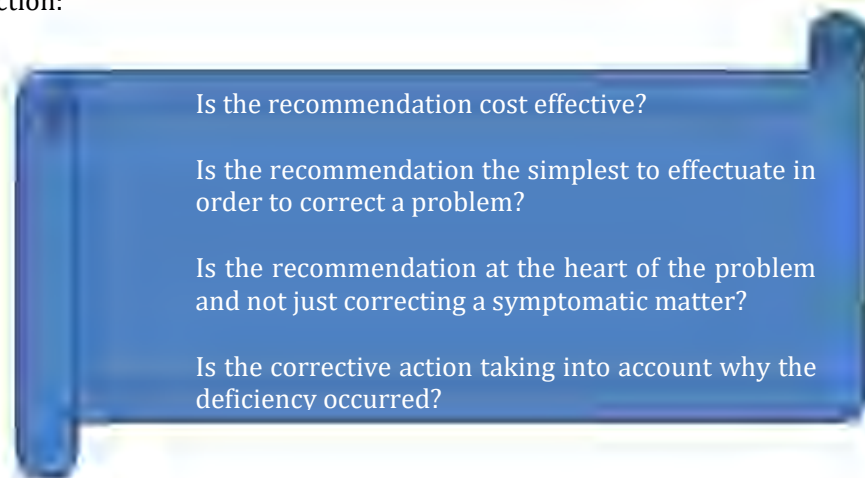 ction:
Is the recommendation cost effective?
Is the recommendation the simplest to effectuate in
order to correct a problem?
Is the recommendation at the heart of the problem
and not just correcting a symptomatic matter?
Is the corrective action taking into account why the
deficiency occurred?